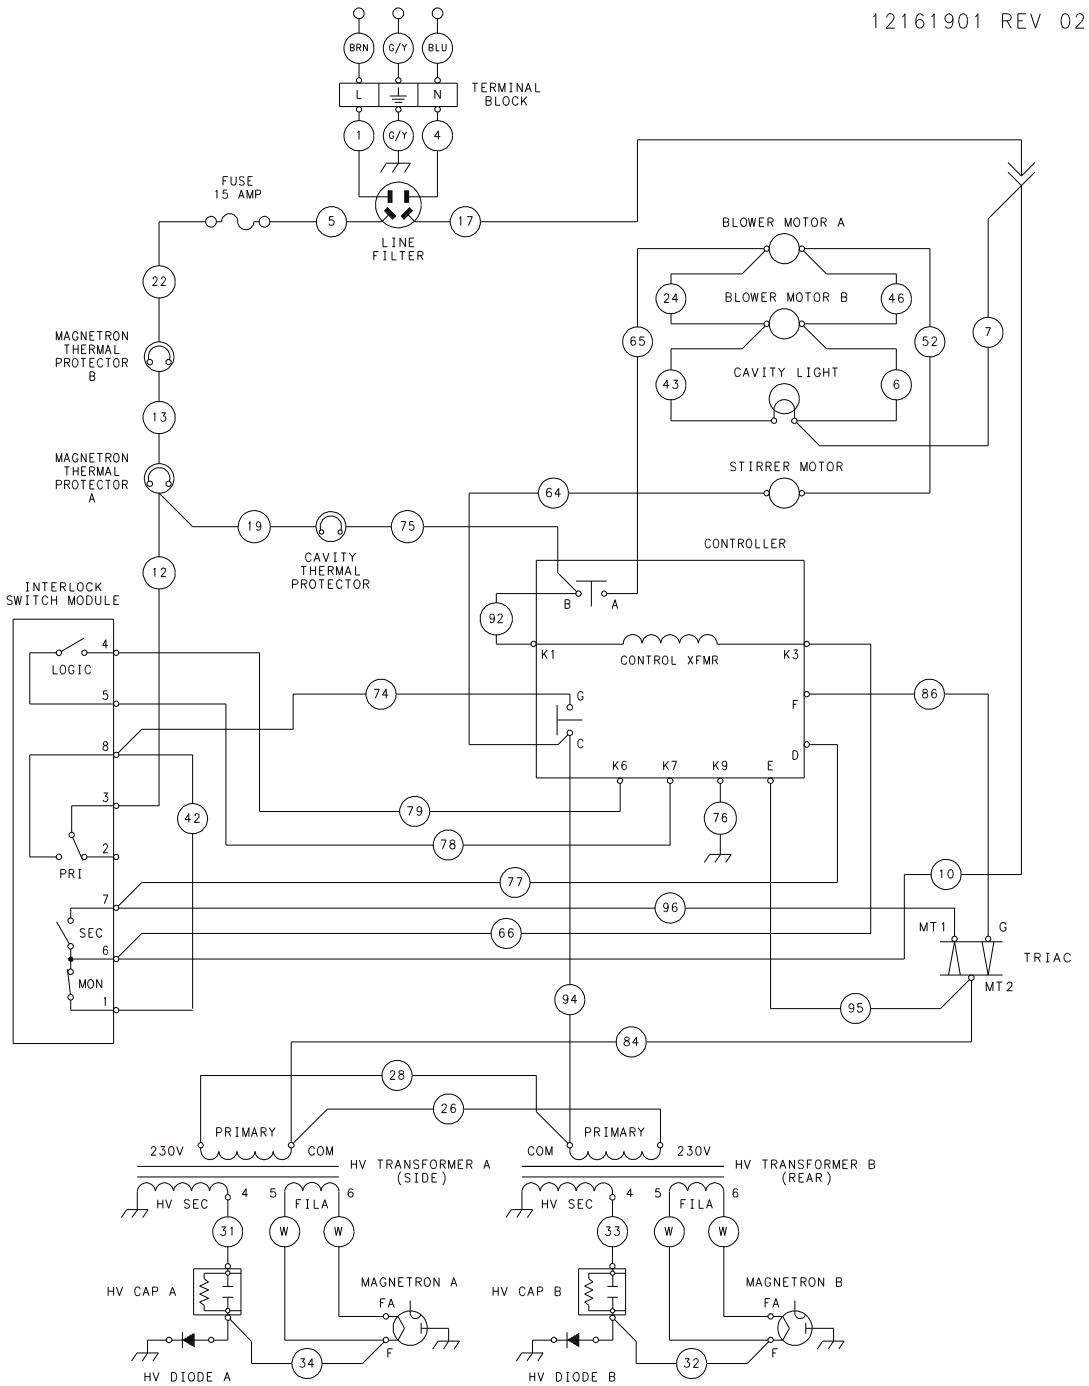 12161901 REV 02
BRN G/Y BLU
L N
TERMINAL
BLOCK
1 G/Y 4
FUSE
15 AMP
5
17
LINE
FILTER
BLOWER MOTOR A
22
24
BLOWER MOTOR B
46
MAGNETRON
THERMAL
PROTECTOR
B
65
52
7
CAVITY LIGHT
43
6
13
MAGNETRON
THERMAL
PROTECTOR
A
STIRRER MOTOR
64
19
75
CAVITY
THERMAL
PROTECTOR
CONTROLLER
12
INTERLOCK
SWITCH MODULE
B A
92
4
LOGIC
K1
CONTROL XFMR
K3
5
74
G
F
86
8
C
D
K6 K7 K9 E
3
42
79
76
2
78
PRI
77
10
7
96
SEC
66
MT1 G
6
TRIAC
MON
MT2
1
94
95
84
28
26
230V
PRIMARY
COM
COM
PRIMARY
230V
HV TRANSFORMER A
(SIDE)
HV TRANSFORMER B
(REAR)
HV SEC
4 5
FILA
6
HV SEC
4 5
FILA
6
31 W W
33 W W
HV CAP A
MAGNETRON A
FA
F
HV CAP B
MAGNETRON B
FA
F
34
32
HV DIODE A
HV DIODE B